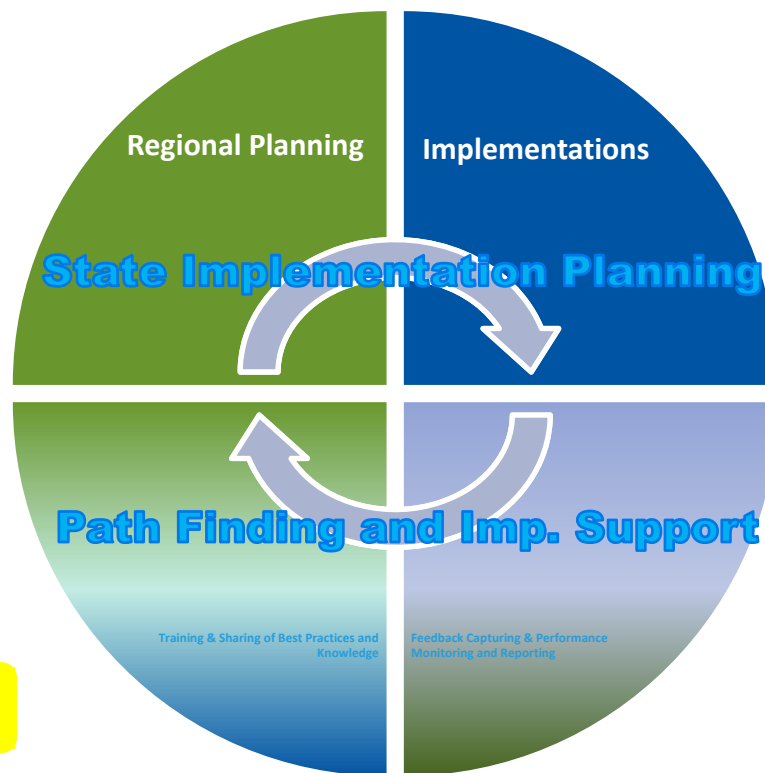 Regional Planning
Implementations
State Implementation Planning
Path Finding and Imp. Support
Training & Sharing of Best Practices and
Knowledge
Feedback Capturing & Performance
Monitoring and Reporting